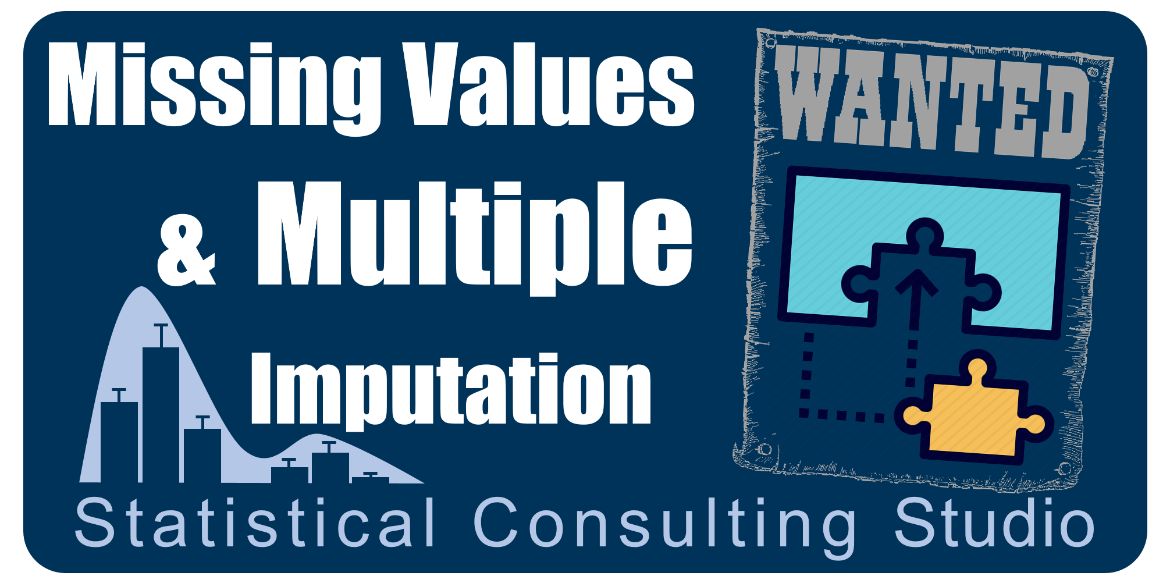 Missing Values
& Multiple
Imputation
WANTED
Statistical Consulting Studio